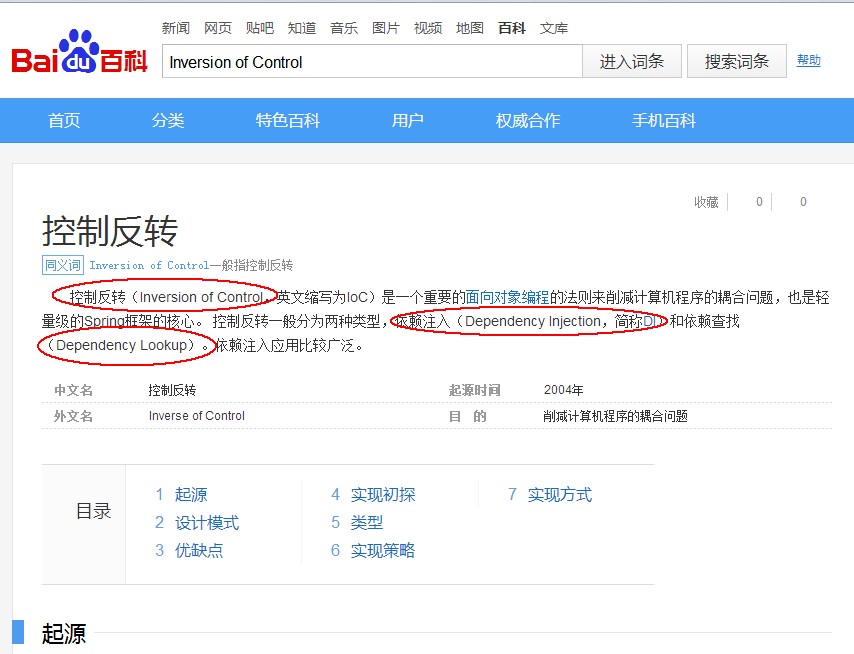 新闻 网页 贴吧 知道 音乐 图片 视频 地图 百科 文库
Baidu百科
Inversion of Control 进入词条 搜索词条 帮助
首页 分类 特色百科 用户 权威合作 手机百科
收藏 0 0
控制反转
同义词 Inversion of Control一般指控制反转
控制反转（Inversion of Control，英文缩写为IoC）是一个重要的面向对象编程的法则来削减计算机程序的耦合问题，也是轻
量级的Spring框架的核心。 控制反转一般分为两种类型，依赖注入（Dependency Injection，简称DI）和依赖查找
（Dependency Lookup）。依赖注入应用比较广泛。
中文名 控制反转 起源时间 2004年
外文名 Inverse of Control 目 的 削减计算机程序的耦合问题
目录
1 起源 4 实现初探 7 实现方式
2 设计模式 5 类型
3 优缺点 6 实现策略
起源